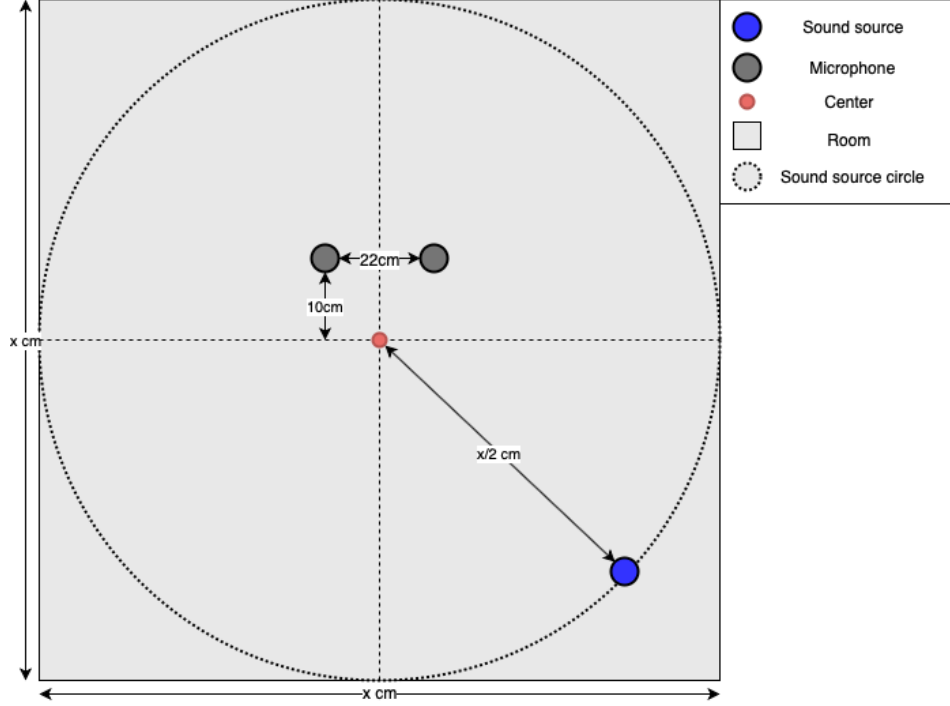 Sound source
Microphone
Center
Room
Sound source circle
22cm
10cm
x cm
x/2 cm
x cm